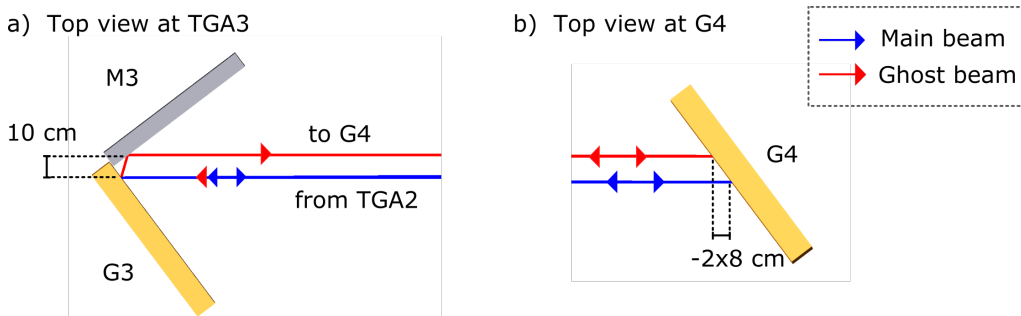 a) Top view at TGA3
M3
10 cm
to G4
from TGA2
G3
b) Top view at G4
G4
-2x8 cm
Main beam
Ghost beam